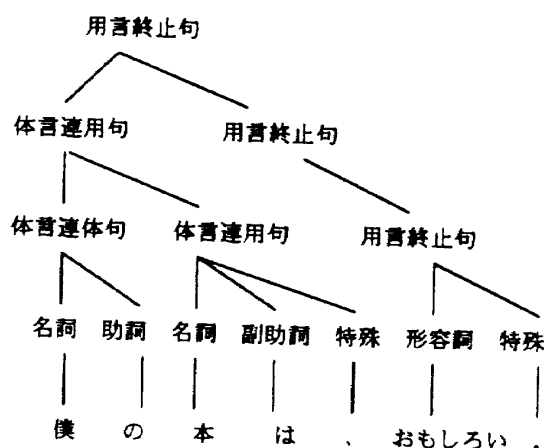 用言終止句
体言連用句 用言終止句
体言連体句 体言連用句 用言終止句
名詞 助詞 名詞 副助詞 特殊 形容詞 特殊
僕 の 本 は 、 おもしろい .